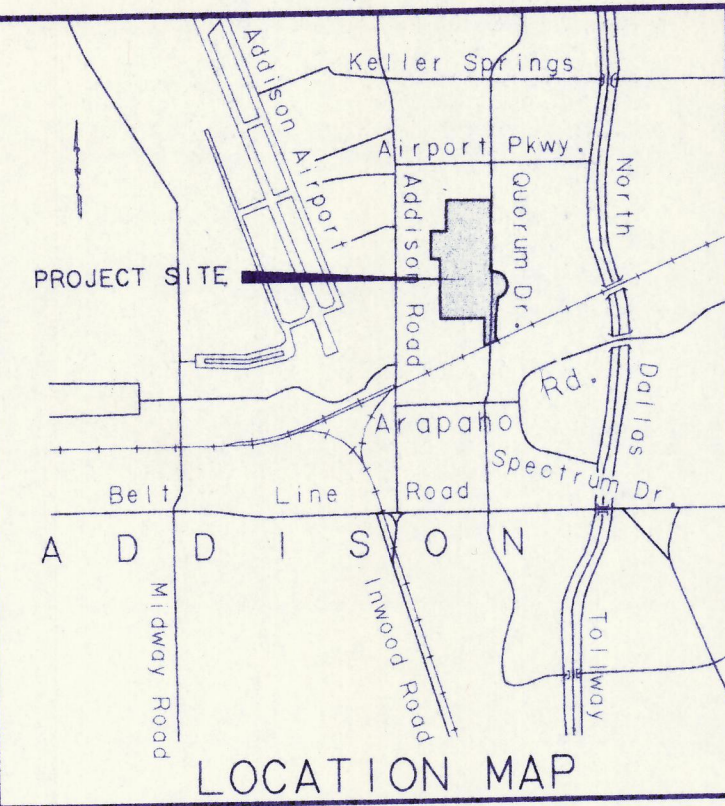 Keller Springs
Addison Airport
Airport Pkwy.
North Dallas Tollway
Addison Road
Quorum Dr.
PROJECT SITE
Arapaho Rd.
Spectrum Dr.
Belt Line Road
ADDISON
Midway Road
Inwood Road
LOCATION MAP